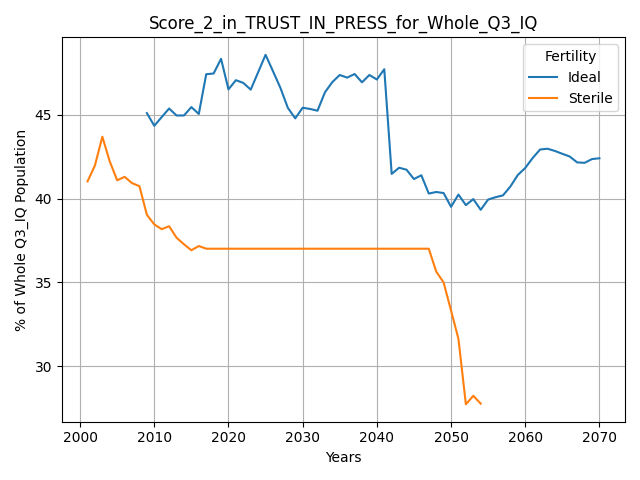 Score_2_in_TRUST_IN_PRESS_for_Whole_Q3_IQ
Fertility
Ideal
Sterile
% of Whole Q3_IQ Population
45
40
35
30
2000 2010 2020 2030 2040 2050 2060 2070
Years